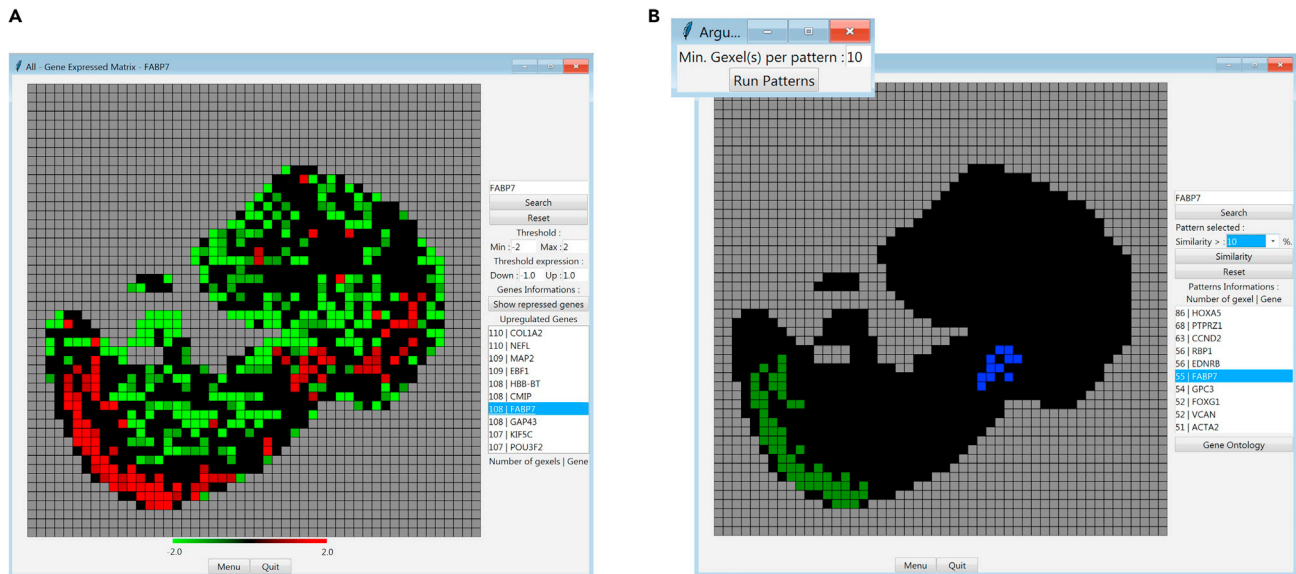 A
All - Gene Expressed Matrix - FABP7
FABP7
Search
Reset
Threshold :
Min : -2 Max : 2
Threshold expression :
Down : -1.0 Up : 1.0
Genes Informations :
Show repressed genes
Upregulated Genes
110 | COL1A2
110 | NEFL
109 | MAP2
109 | EBF1
108 | HBB-BT
108 | CMIP
108 | FABP7
108 | GAP43
107 | KIF5C
107 | POU3F2
Number of gexels | Gene
-2.0 2.0
Menu Quit
B
Argu...
Min. Gexel(s) per pattern : 10
Run Patterns
FABP7
Search
Pattern selected :
Similarity > : 10 %.
Similarity
Reset
Patterns Informations :
Number of gexel | Gene
86 | HOXA5
68 | PTPRZ1
63 | CCND2
56 | RBP1
56 | EDNRB
55 | FABP7
54 | GPC3
52 | FOXG1
52 | VCAN
51 | ACTA2
Gene Ontology
Menu Quit